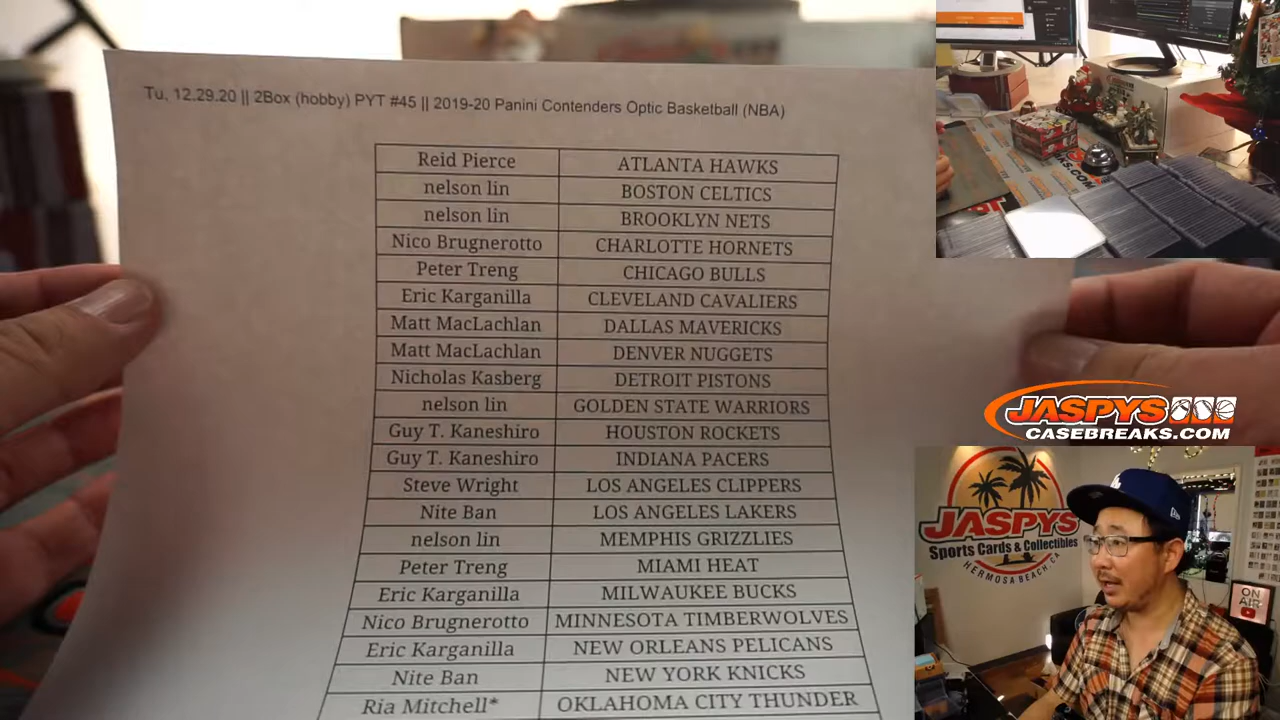 Tu, 12.29.20 || 2Box (hobby) PYT #45 || 2019-20 Panini Contenders Optic Basketball (NBA)
Reid Pierce ATLANTA HAWKS
nelson lin BOSTON CELTICS
nelson lin BROOKLYN NETS
Nico Brugnerotto CHARLOTTE HORNETS
Peter Treng CHICAGO BULLS
Eric Karganilla CLEVELAND CAVALIERS
Matt MacLachlan DALLAS MAVERICKS
Matt MacLachlan DENVER NUGGETS
Nicholas Kasberg DETROIT PISTONS
nelson lin GOLDEN STATE WARRIORS
Guy T. Kaneshiro HOUSTON ROCKETS
Guy T. Kaneshiro INDIANA PACERS
Steve Wright LOS ANGELES CLIPPERS
Nite Ban LOS ANGELES LAKERS
nelson lin MEMPHIS GRIZZLIES
Peter Treng MIAMI HEAT
Eric Karganilla MILWAUKEE BUCKS
Nico Brugnerotto MINNESOTA TIMBERWOLVES
Eric Karganilla NEW ORLEANS PELICANS
Nite Ban NEW YORK KNICKS
Ria Mitchell* OKLAHOMA CITY THUNDER
JASPYS
CASEBREAKS.COM
JASPYS
Sports Cards & Collectibles
HERMOSA BEACH, CA
LA
ON
AIR